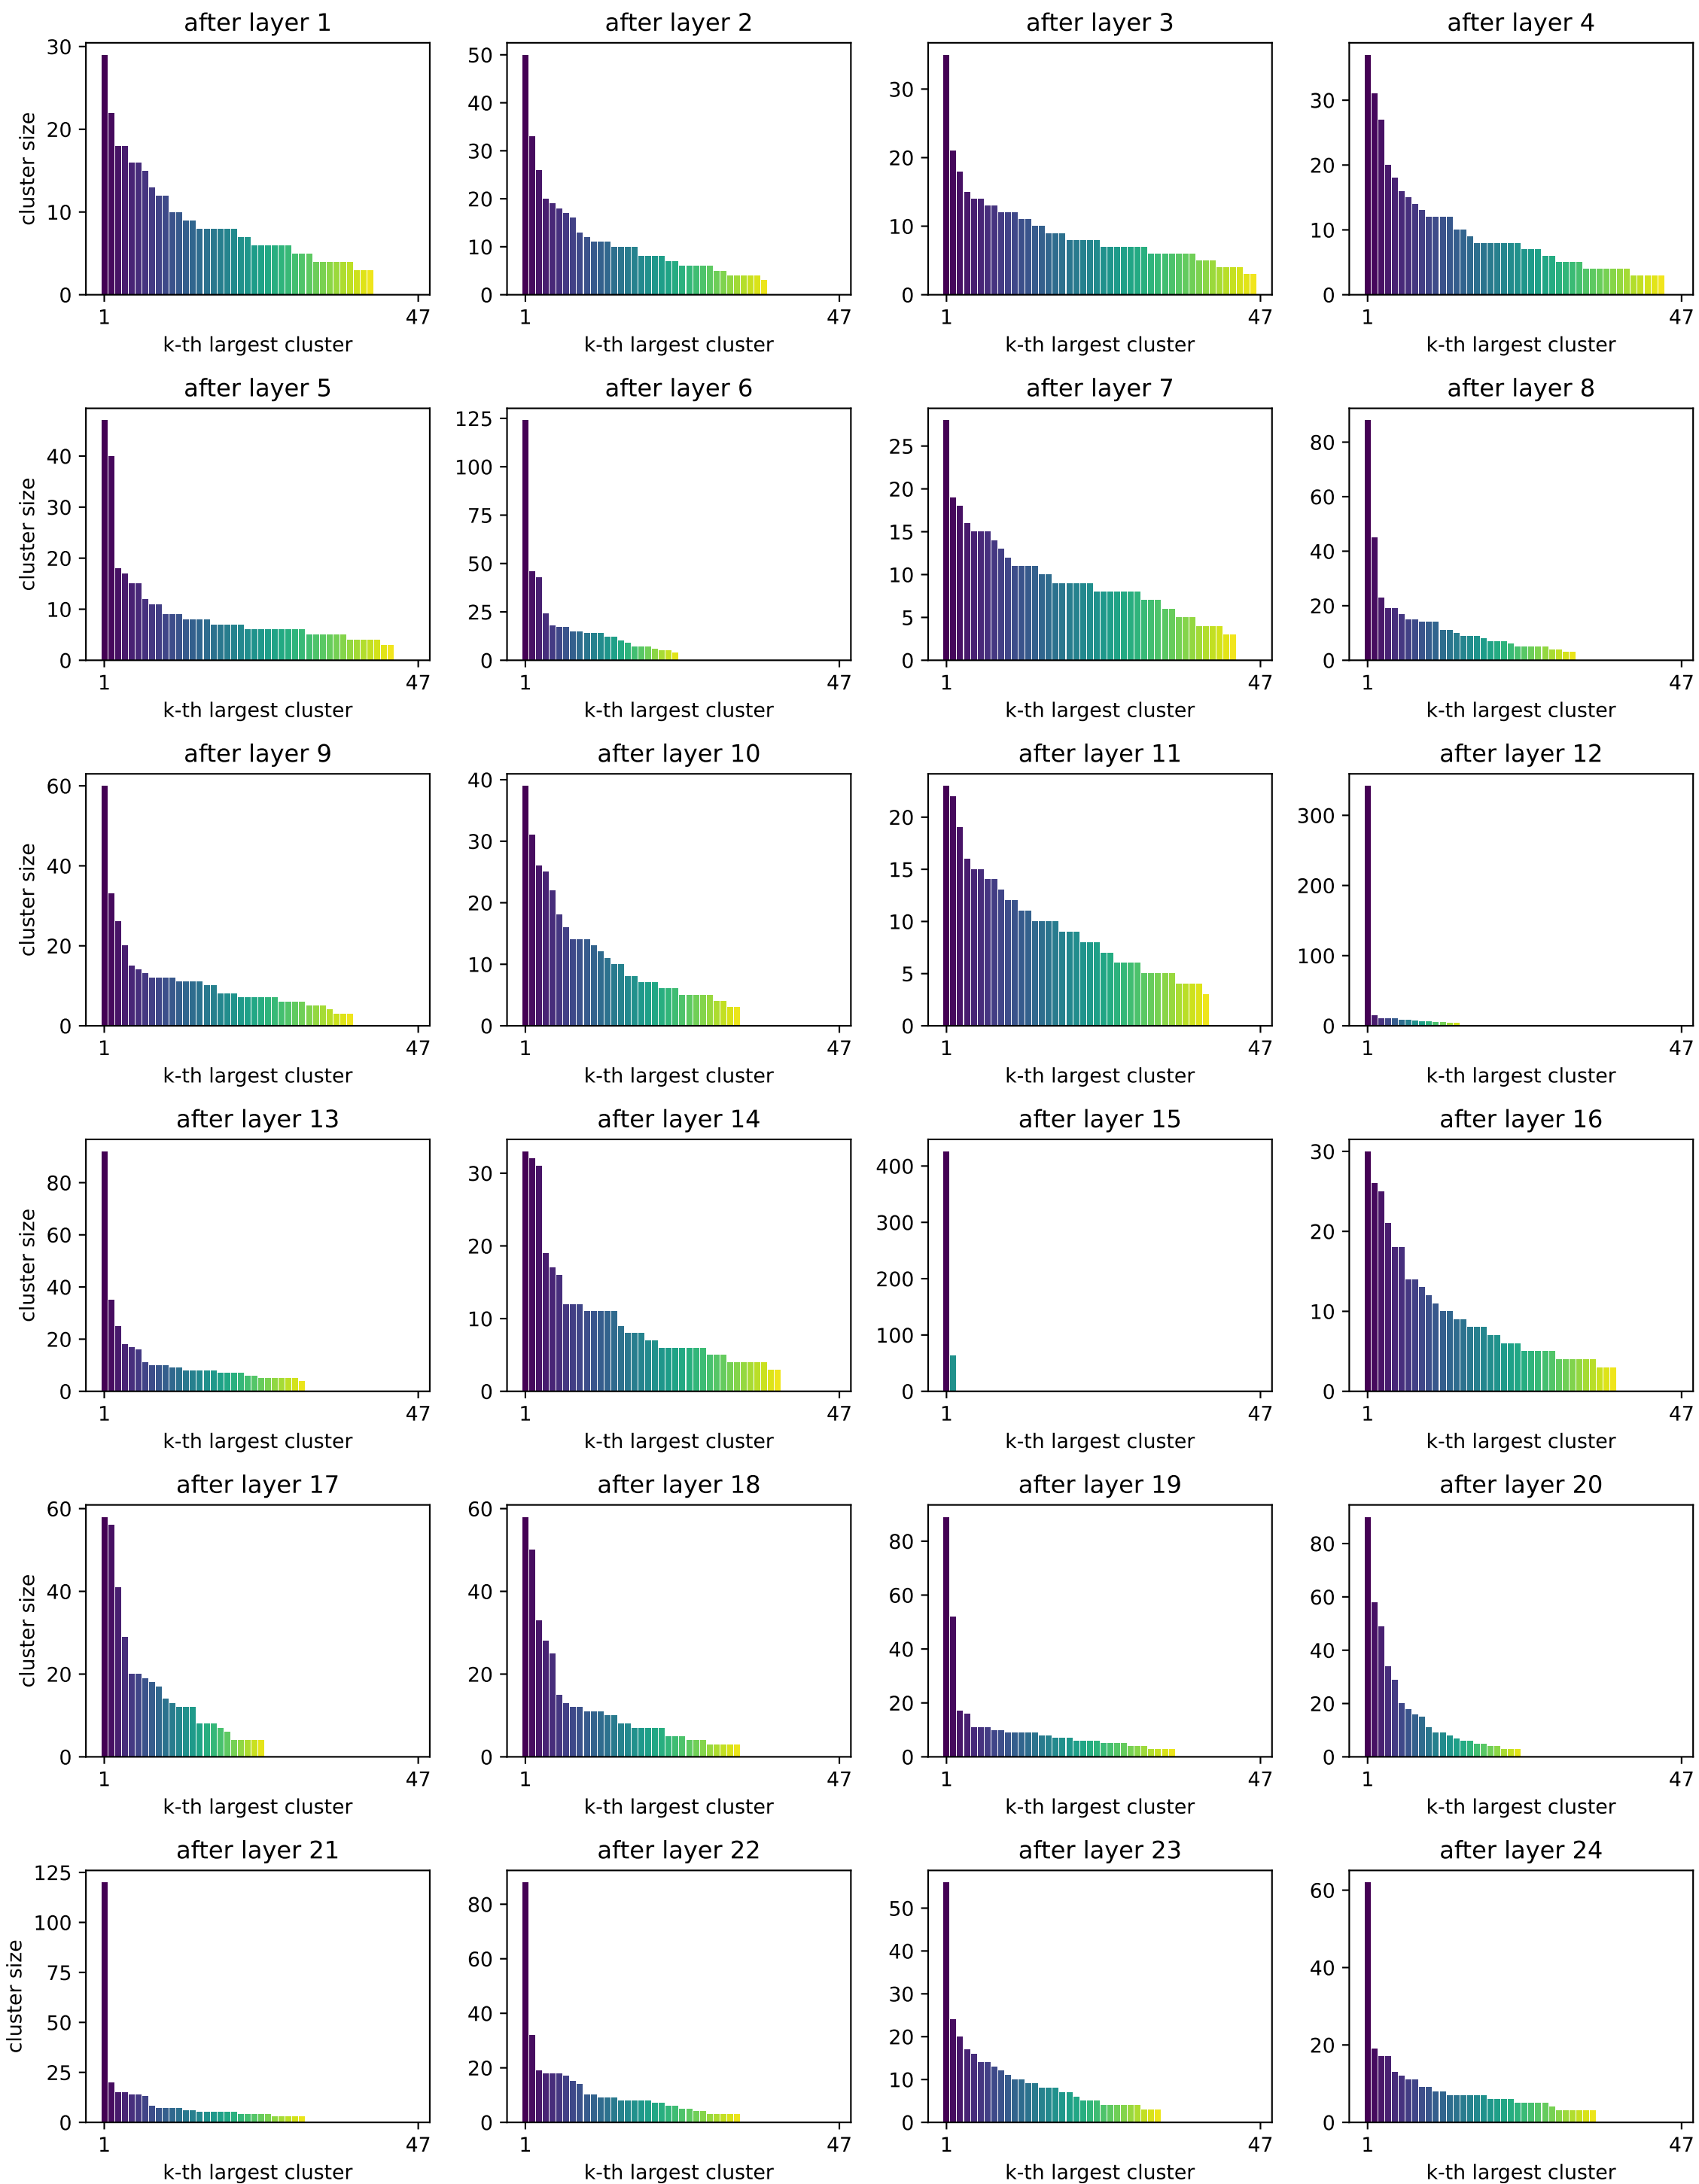 after layer 1
30
20
10
0
cluster size
1 47
k-th largest cluster
after layer 2
50
40
30
20
10
0
1 47
k-th largest cluster
after layer 3
30
20
10
0
1 47
k-th largest cluster
after layer 4
30
20
10
0
1 47
k-th largest cluster
after layer 5
40
30
20
10
0
cluster size
1 47
k-th largest cluster
after layer 6
125
100
75
50
25
0
1 47
k-th largest cluster
after layer 7
25
20
15
10
5
0
1 47
k-th largest cluster
after layer 8
80
60
40
20
0
1 47
k-th largest cluster
after layer 9
60
40
20
0
cluster size
1 47
k-th largest cluster
after layer 10
40
30
20
10
0
1 47
k-th largest cluster
after layer 11
20
15
10
5
0
1 47
k-th largest cluster
after layer 12
300
200
100
0
1 47
k-th largest cluster
after layer 13
80
60
40
20
0
cluster size
1 47
k-th largest cluster
after layer 14
30
20
10
0
1 47
k-th largest cluster
after layer 15
400
300
200
100
0
1 47
k-th largest cluster
after layer 16
30
20
10
0
1 47
k-th largest cluster
after layer 17
60
40
20
0
cluster size
1 47
k-th largest cluster
after layer 18
60
40
20
0
1 47
k-th largest cluster
after layer 19
80
60
40
20
0
1 47
k-th largest cluster
after layer 20
80
60
40
20
0
1 47
k-th largest cluster
after layer 21
125
100
75
50
25
0
cluster size
1 47
k-th largest cluster
after layer 22
80
60
40
20
0
1 47
k-th largest cluster
after layer 23
50
40
30
20
10
0
1 47
k-th largest cluster
after layer 24
60
40
20
0
1 47
k-th largest cluster